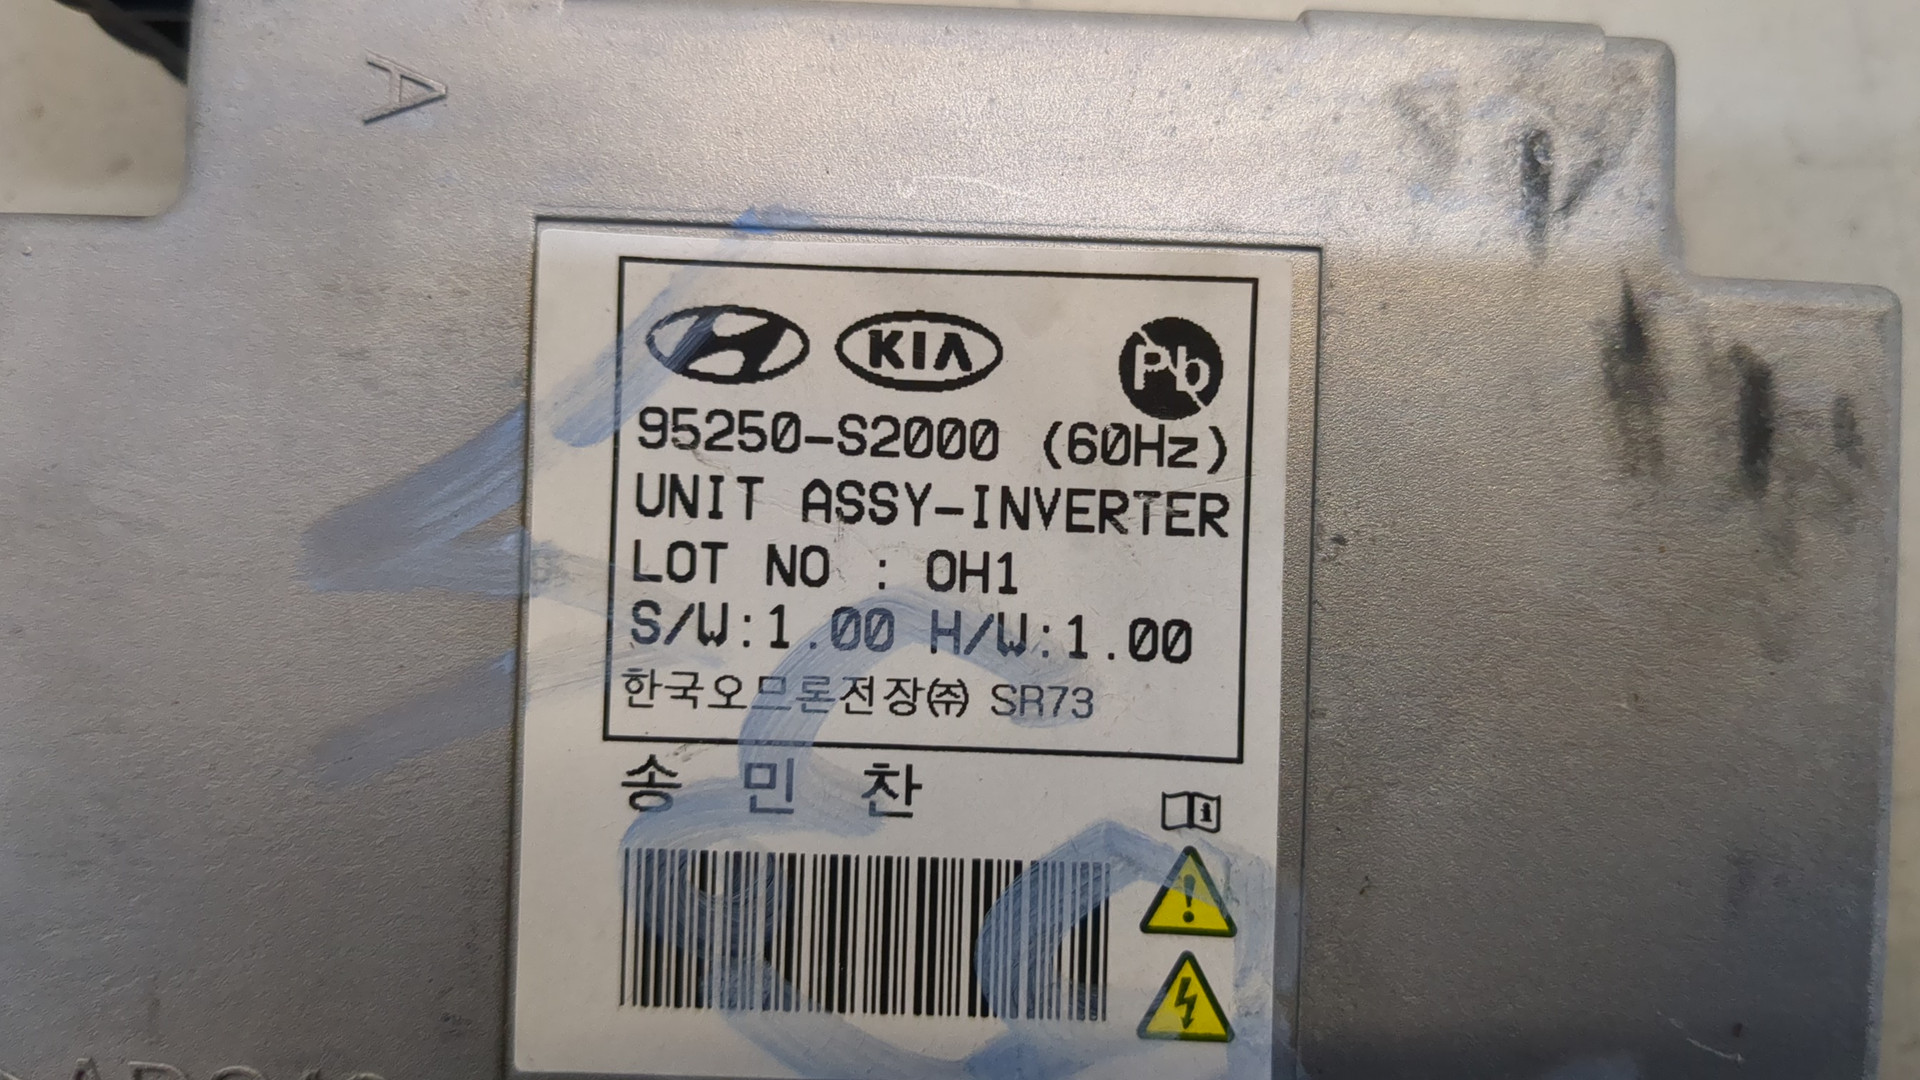 A
KIA Pb
95250-S2000 (60Hz)
UNIT ASSY-INVERTER
LOT NO : OH1
S/W:1.00 H/W:1.00
한국오므론전장㈜ SR73
송 민 찬